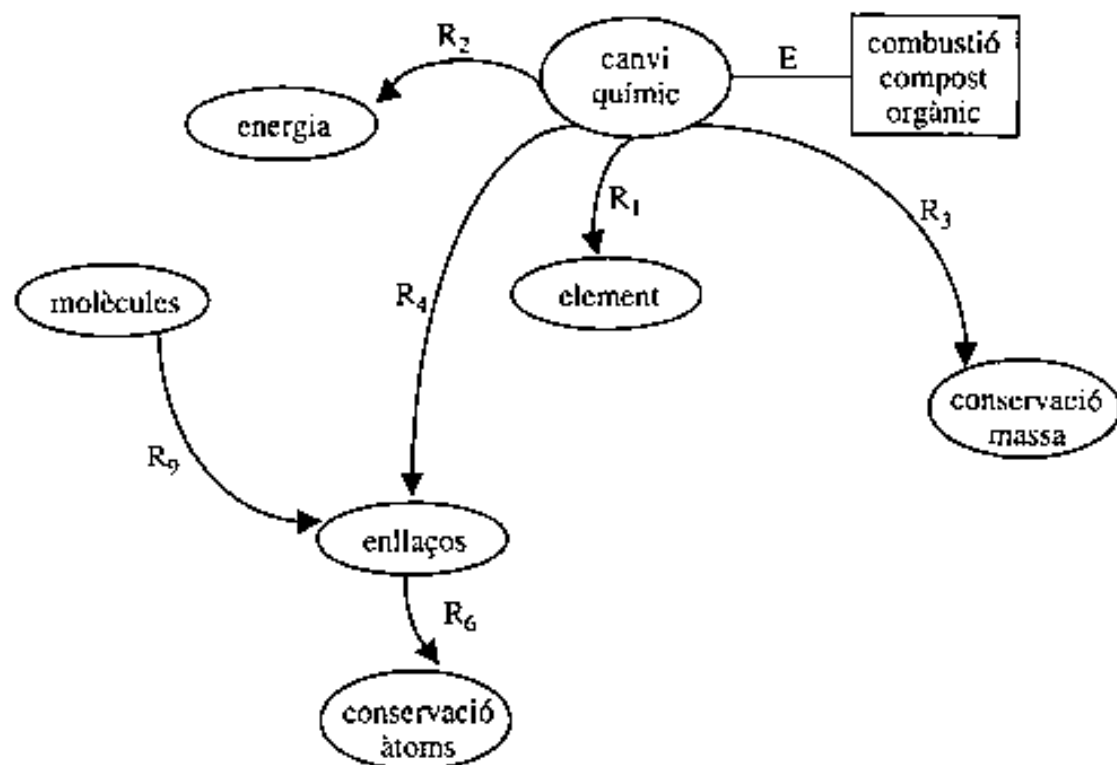 R₂
canvi
químic
E
combustió
compost
orgànic
energia
R₁
R₃
molècules
R₄
element
conservació
massa
R₉
enllaços
R₆
conservació
àtoms